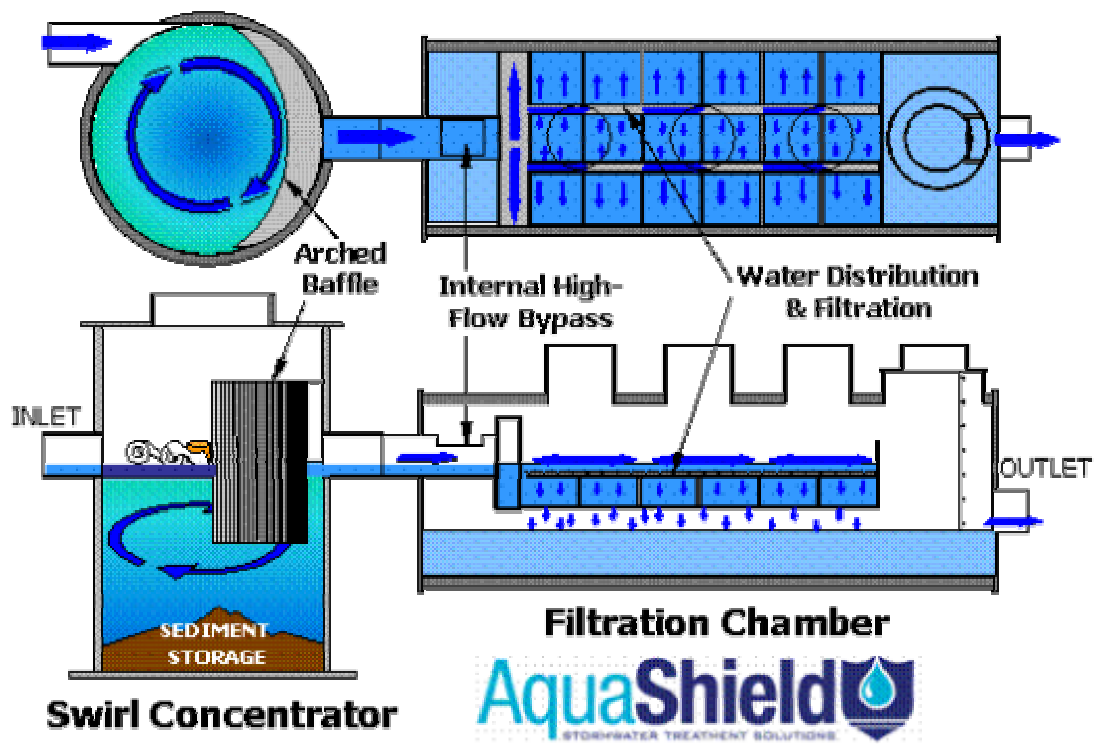 Arched
Baffle
Internal High-
Flow Bypass
Water Distribution
& Filtration
INLET
OUTLET
SEDIMENT
STORAGE
Filtration Chamber
Swirl Concentrator
AquaShield
STORMWATER TREATMENT SOLUTIONS